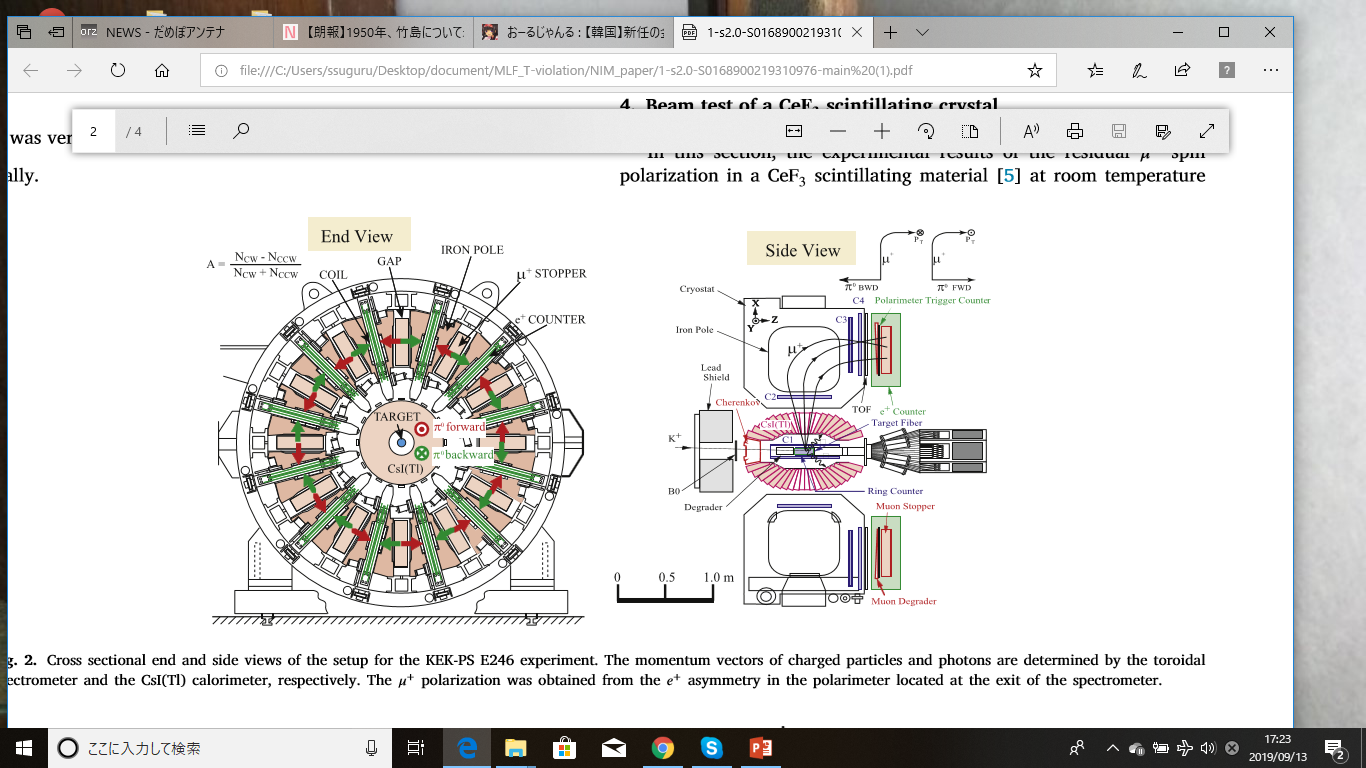 NEWS - だめぽアンテナ
【朗報】1950年、竹島について
おーるじゃんる:【韓国】新任の
1-s2.0-S016890021931
file:///C:/Users/ssuguru/Desktop/document/MLF_T-violation/NIM_paper/1-s2.0-S0168900219310976-main%20(1).pdf
2 / 4
4. Beam test of a CeF3 scintillating crystal
was ver
ally.
In this section, the experimental results of the residual μ+ spin
polarization in a CeF3 scintillating material [5] at room temperature
End View
A = NCW - NCCW
NCW + NCCW
COIL
GAP
IRON POLE
μ+ STOPPER
e+ COUNTER
TARGET
π0 forward
π0 backward
CsI(Tl)
Side View
PT
PT
μ+
μ+
π0 BWD
π0 FWD
Cryostat
X
Z
Y
C4
Polarimeter Trigger Counter
C3
Iron Pole
μ+
Lead
Shield
C2
Cherenkov
TOF
e+ Counter
CsI(Tl)
Target Fiber
K+
C1
B0
Ring Counter
Degrader
Muon Stopper
0 0.5 1.0 m
Muon Degrader
g. 2. Cross sectional end and side views of the setup for the KEK-PS E246 experiment. The momentum vectors of charged particles and photons are determined by the toroidal
ectrometer and the CsI(Tl) calorimeter, respectively. The μ+ polarization was obtained from the e+ asymmetry in the polarimeter located at the exit of the spectrometer.
ここに入力して検索
17:23
2019/09/13
2